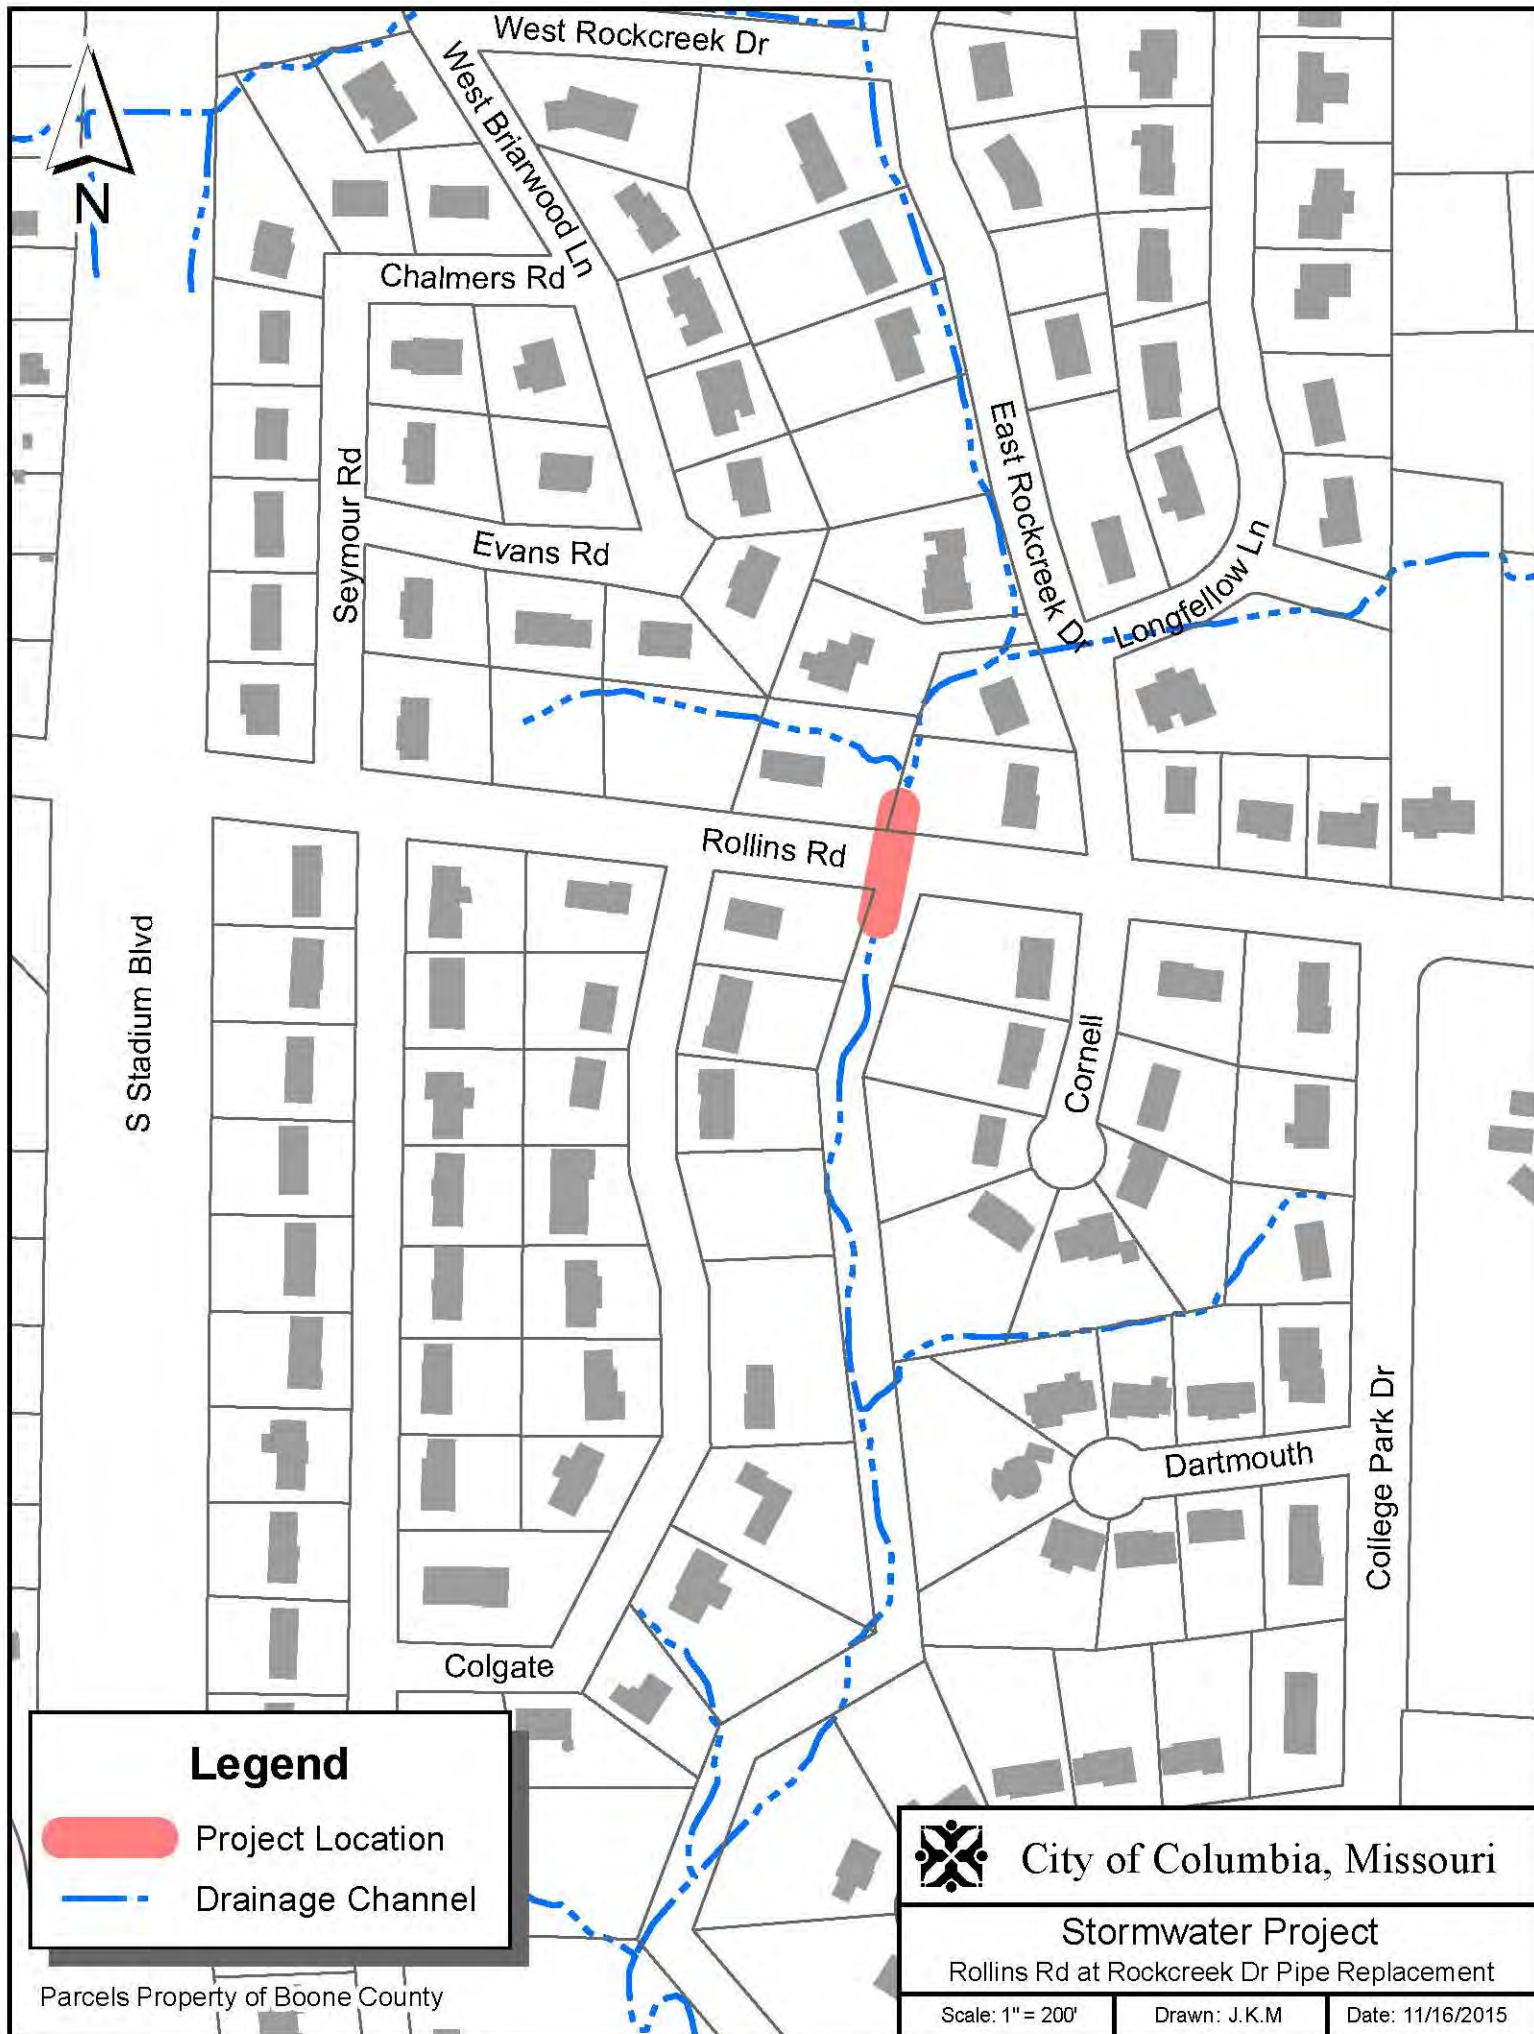 West Rockcreek Dr
West Briarwood Ln
N
Chalmers Rd
East Rockcreek Dr
Seymour Rd
Evans Rd
Longfellow Ln
Rollins Rd
S Stadium Blvd
Cornell
College Park Dr
Dartmouth
Colgate
Legend
Project Location
Drainage Channel
Parcels Property of Boone County
City of Columbia, Missouri
Stormwater Project
Rollins Rd at Rockcreek Dr Pipe Replacement
Scale: 1" = 200'
Drawn: J.K.M
Date: 11/16/2015